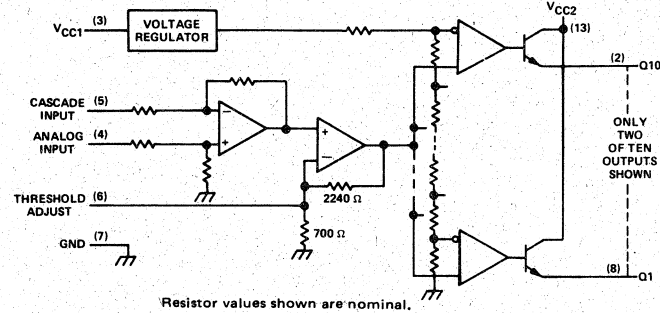 VCC1 (3)
VOLTAGE
REGULATOR
VCC2
(13)
(2) Q10
CASCADE
INPUT
(5)
ANALOG
INPUT
(4)
−
+
+
−
ONLY
TWO
OF TEN
OUTPUTS
SHOWN
THRESHOLD
ADJUST
(6)
2240 Ω
700 Ω
GND (7)
(8) Q1
Resistor values shown are nominal.